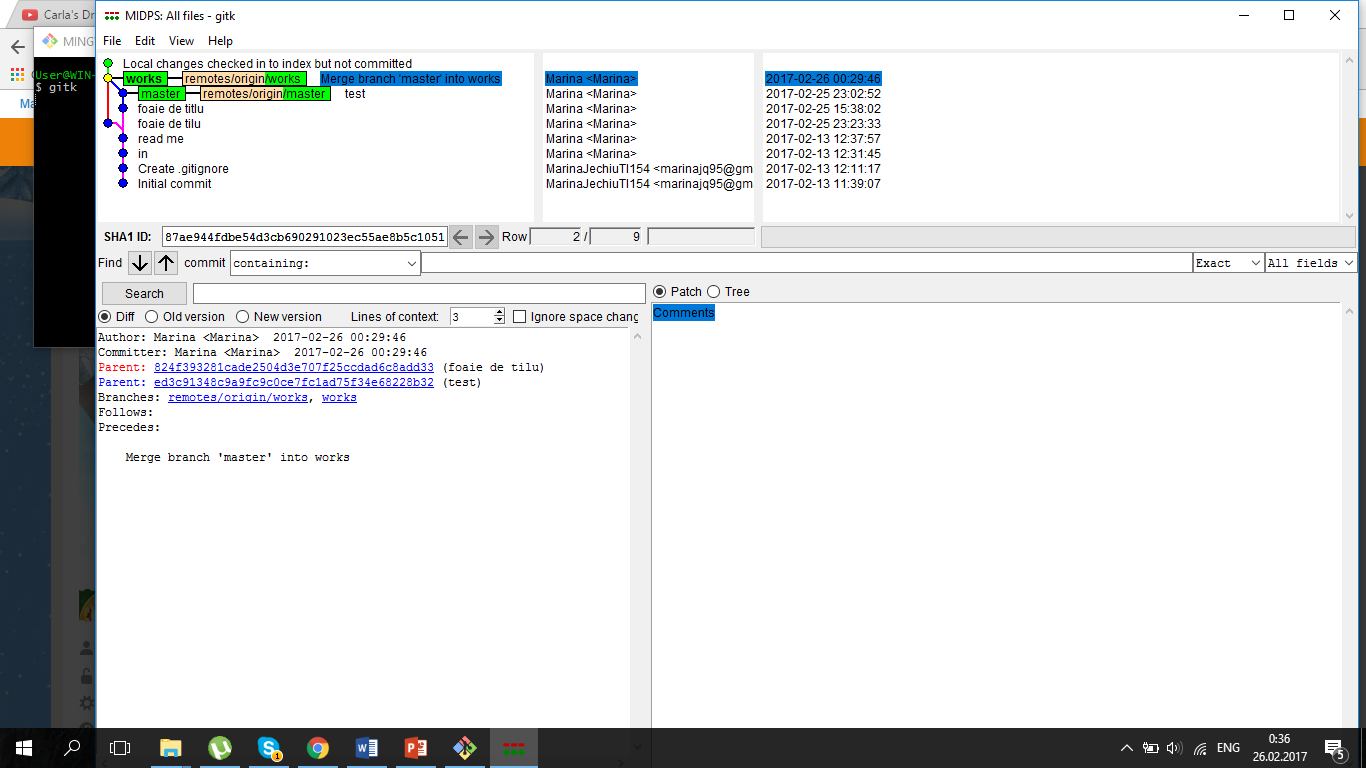 Carla's Dr
MIDPS: All files - gitk
MING
File Edit View Help
User@WIN-
$ gitk
Ma
Local changes checked in to index but not committed
works remotes/origin/works Merge branch 'master' into works Marina <Marina> 2017-02-26 00:29:46
master remotes/origin/master test Marina <Marina> 2017-02-25 23:02:52
foaie de titlu Marina <Marina> 2017-02-25 15:38:02
foaie de tilu Marina <Marina> 2017-02-25 23:23:33
read me Marina <Marina> 2017-02-13 12:37:57
in Marina <Marina> 2017-02-13 12:31:45
Create .gitignore MarinaJechiuTI154 <marinajq95@gm 2017-02-13 12:11:17
Initial commit MarinaJechiuTI154 <marinajq95@gm 2017-02-13 11:39:07
SHA1 ID: 87ae944fdbe54d3cb690291023ec55ae8b5c1051 Row 2 / 9
Find commit containing: Exact All fields
Search Patch Tree
Diff Old version New version Lines of context: 3 Ignore space chang
Comments
Author: Marina <Marina> 2017-02-26 00:29:46
Committer: Marina <Marina> 2017-02-26 00:29:46
Parent: 824f393281cade2504d3e707f25ccdad6c8add33 (foaie de tilu)
Parent: ed3c91348c9a9fc9c0ce7fc1ad75f34e68228b32 (test)
Branches: remotes/origin/works, works
Follows:
Precedes:
Merge branch 'master' into works
1
ENG
0:36
26.02.2017
5